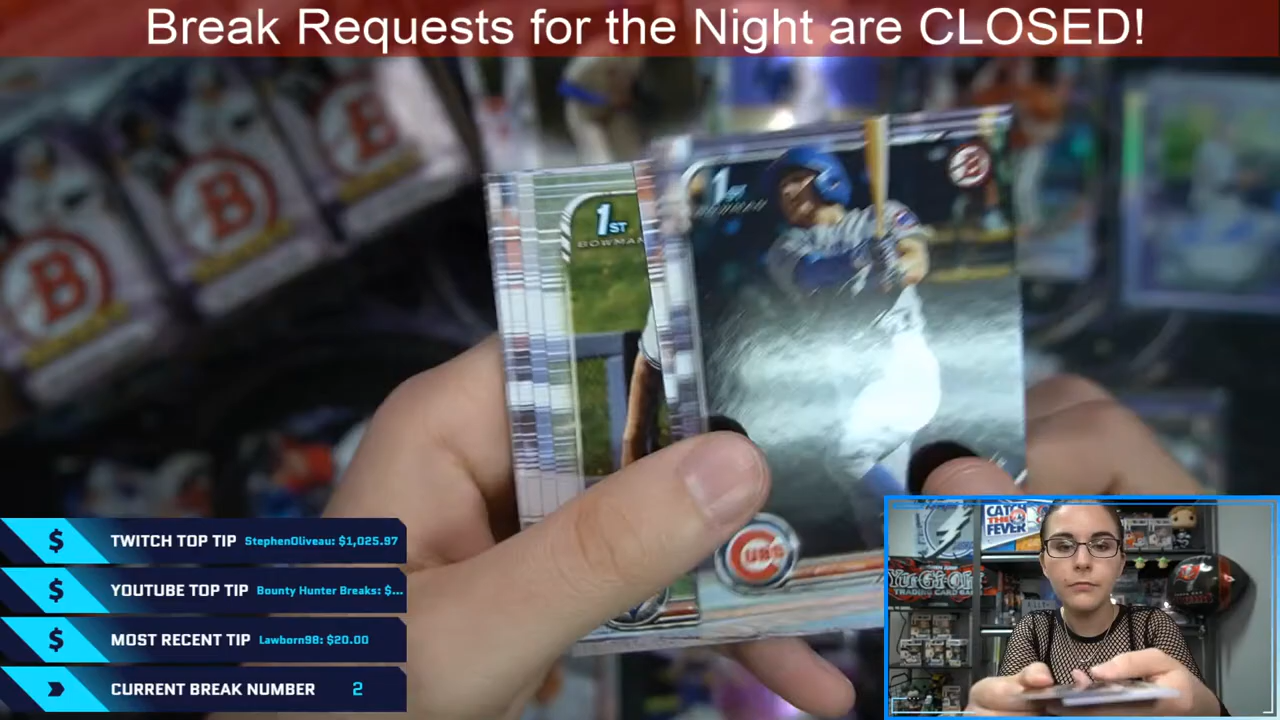 Break Requests for the Night are CLOSED!
1st
BOWMAN
B
1ST
BOWMAN
B
B
B
CUBS
TWITCH TOP TIP StephenOliveau: $1,025.97
YOUTUBE TOP TIP Bounty Hunter Breaks: $...
MOST RECENT TIP Lawborn98: $20.00
CURRENT BREAK NUMBER 2
CATCH
THE
FEVER
Yu-Gi-Oh!
TRADING CARD GAME